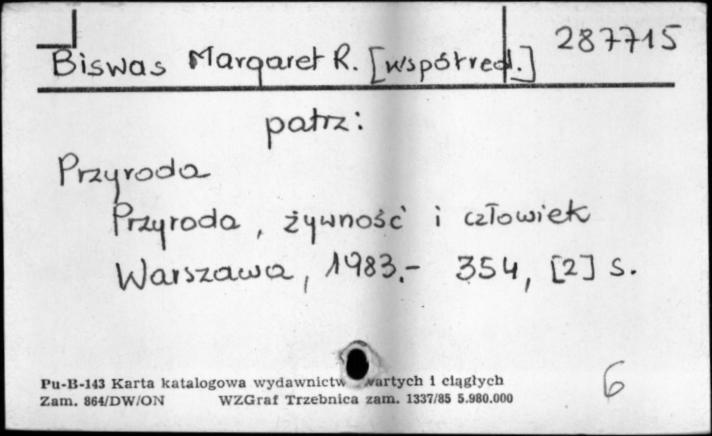 Biswas Margaret R. [współred.] 287715
patrz:
Przyroda
Przyroda, żywność i człowiek
Warszawa, 1983.- 354, [2] s.
Pu-B-143 Karta katalogowa wydawnictw wartych i ciągłych
Zam. 864/DW/ON WZGraf Trzebnica zam. 1337/85 5.980.000
6